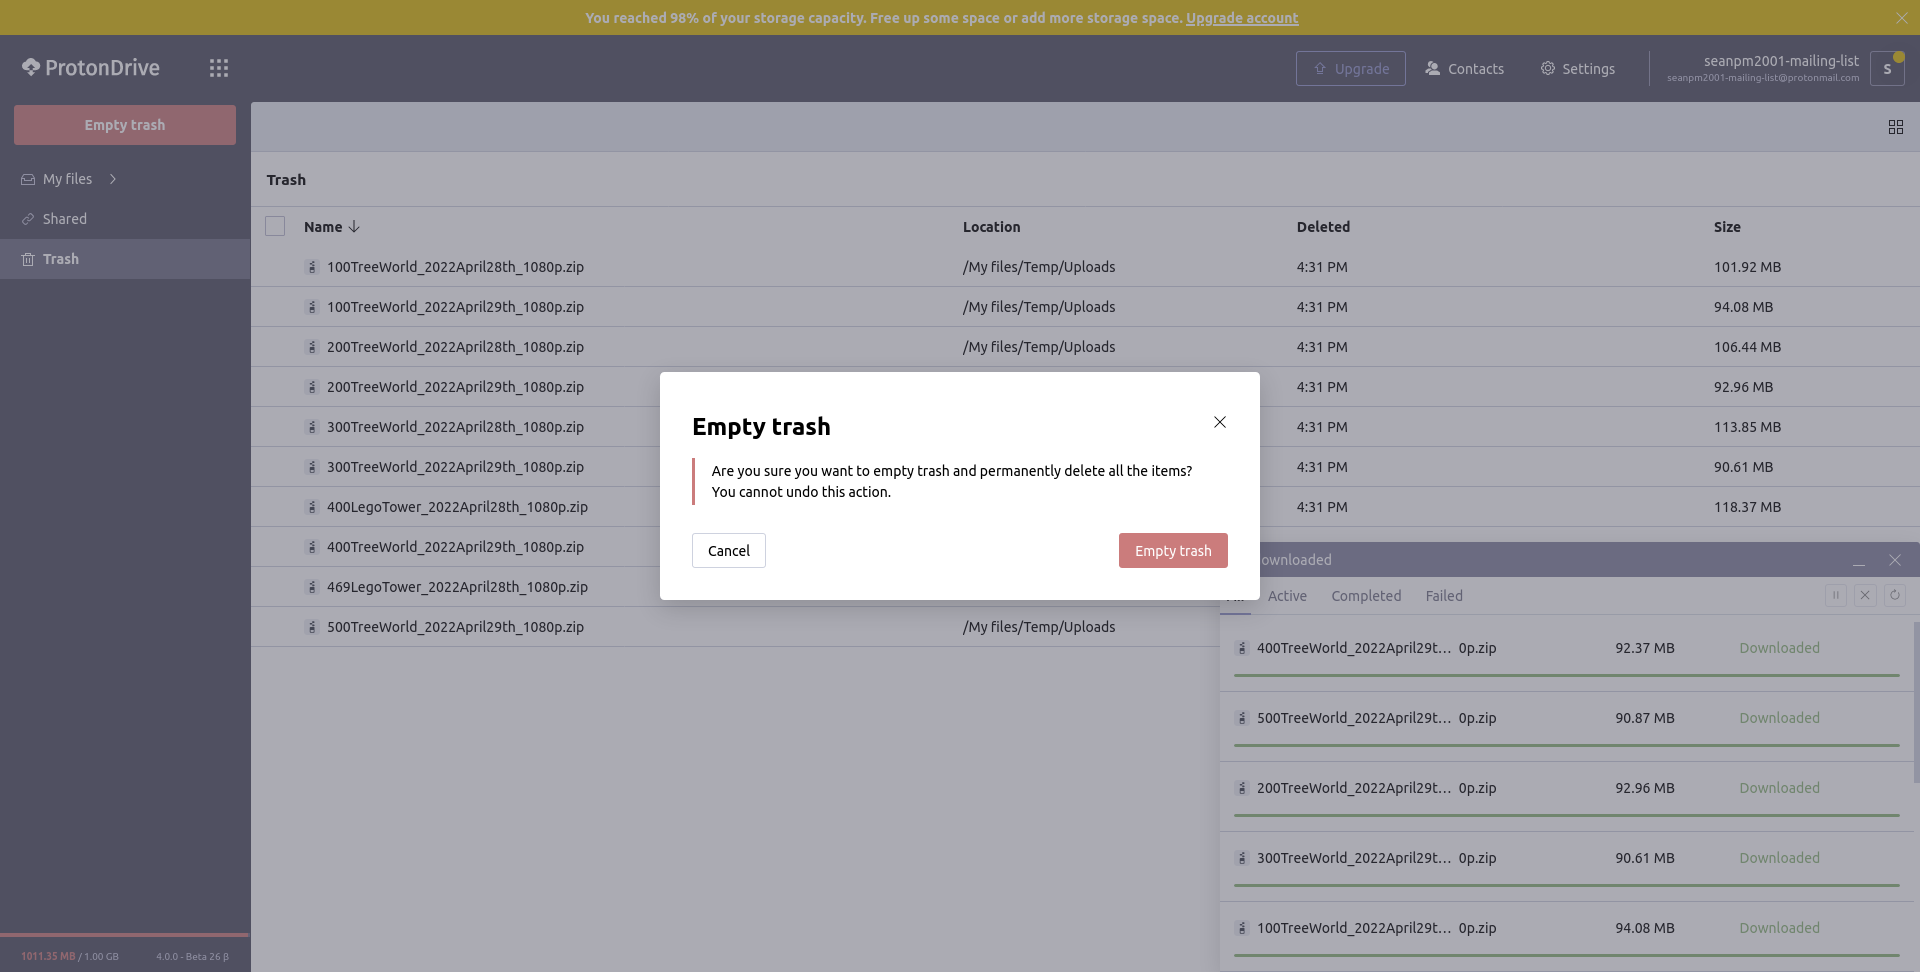 You reached 98% of your storage capacity. Free up some space or add more storage space. Upgrade account
ProtonDrive
Upgrade
Contacts
Settings
seanpm2001-mailing-list
seanpm2001-mailing-list@protonmail.com
S
Empty trash
My files
Shared
Trash
Trash
Name Location Deleted Size
100TreeWorld_2022April28th_1080p.zip /My files/Temp/Uploads 4:31 PM 101.92 MB
100TreeWorld_2022April29th_1080p.zip /My files/Temp/Uploads 4:31 PM 94.08 MB
200TreeWorld_2022April28th_1080p.zip /My files/Temp/Uploads 4:31 PM 106.44 MB
200TreeWorld_2022April29th_1080p.zip 4:31 PM 92.96 MB
300TreeWorld_2022April28th_1080p.zip 4:31 PM 113.85 MB
300TreeWorld_2022April29th_1080p.zip 4:31 PM 90.61 MB
400LegoTower_2022April28th_1080p.zip 4:31 PM 118.37 MB
400TreeWorld_2022April29th_1080p.zip
469LegoTower_2022April28th_1080p.zip
500TreeWorld_2022April29th_1080p.zip /My files/Temp/Uploads
Empty trash
Are you sure you want to empty trash and permanently delete all the items?
You cannot undo this action.
Cancel Empty trash
ownloaded
Active Completed Failed
400TreeWorld_2022April29t… 0p.zip 92.37 MB Downloaded
500TreeWorld_2022April29t… 0p.zip 90.87 MB Downloaded
200TreeWorld_2022April29t… 0p.zip 92.96 MB Downloaded
300TreeWorld_2022April29t… 0p.zip 90.61 MB Downloaded
100TreeWorld_2022April29t… 0p.zip 94.08 MB Downloaded
1011.35 MB / 1.00 GB 4.0.0 - Beta 26 β